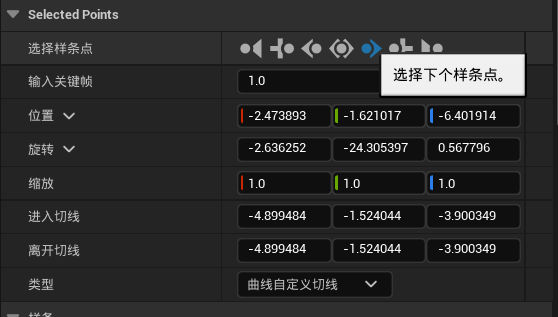 Selected Points
选择样条点
选择下个样条点。
输入关键帧 1.0
位置 -2.473893 -1.621017 -6.401914
旋转 -2.636252 -24.305397 0.567796
缩放 1.0 1.0 1.0
进入切线 -4.899484 -1.524044 -3.900349
离开切线 -4.899484 -1.524044 -3.900349
类型 曲线自定义切线